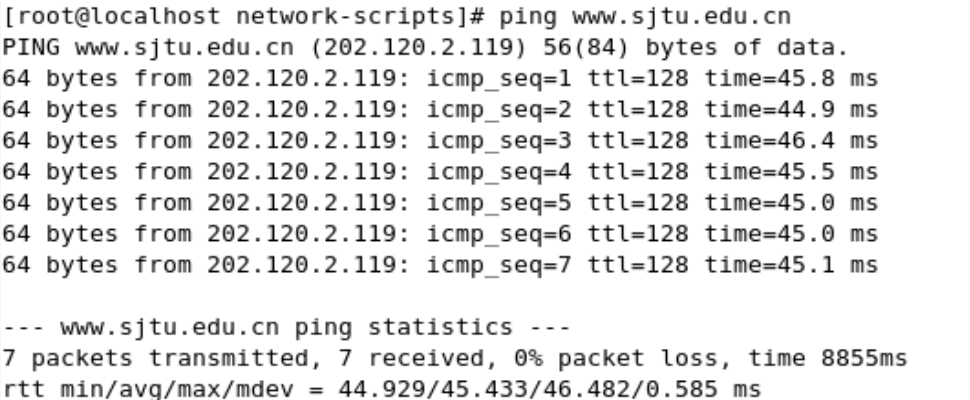 [root@localhost network-scripts]# ping www.sjtu.edu.cn
PING www.sjtu.edu.cn (202.120.2.119) 56(84) bytes of data.
64 bytes from 202.120.2.119: icmp_seq=1 ttl=128 time=45.8 ms
64 bytes from 202.120.2.119: icmp_seq=2 ttl=128 time=44.9 ms
64 bytes from 202.120.2.119: icmp_seq=3 ttl=128 time=46.4 ms
64 bytes from 202.120.2.119: icmp_seq=4 ttl=128 time=45.5 ms
64 bytes from 202.120.2.119: icmp_seq=5 ttl=128 time=45.0 ms
64 bytes from 202.120.2.119: icmp_seq=6 ttl=128 time=45.0 ms
64 bytes from 202.120.2.119: icmp_seq=7 ttl=128 time=45.1 ms
--- www.sjtu.edu.cn ping statistics ---
7 packets transmitted, 7 received, 0% packet loss, time 8855ms
rtt min/avg/max/mdev = 44.929/45.433/46.482/0.585 ms